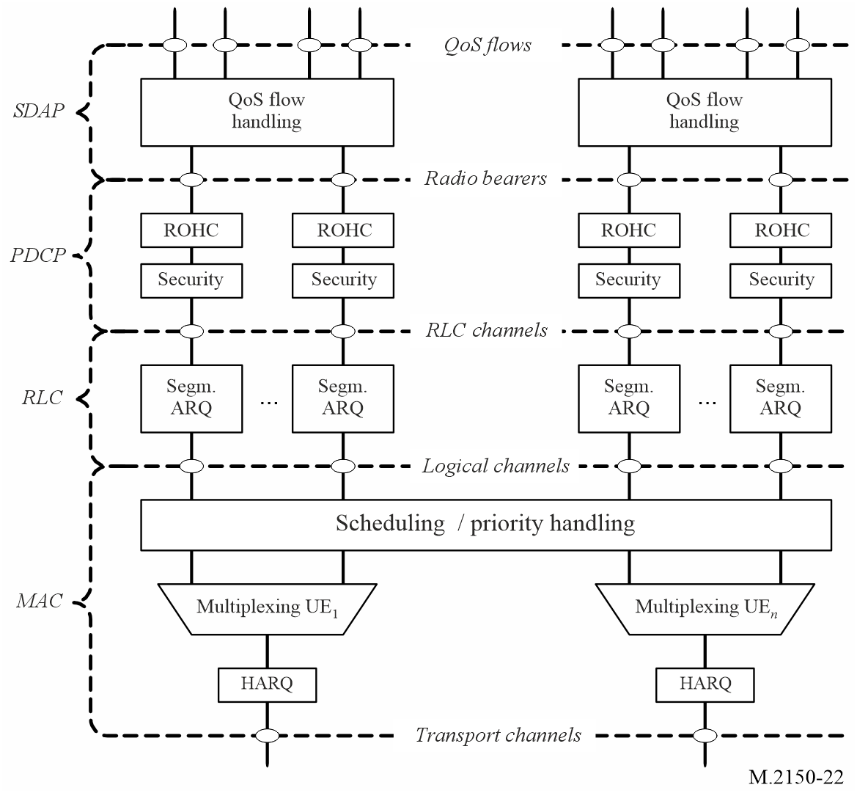 QoS flows
SDAP
QoS flow
handling
QoS flow
handling
Radio bearers
PDCP
ROHC
ROHC
ROHC
ROHC
Security
Security
Security
Security
RLC channels
RLC
Segm.
ARQ
...
Segm.
ARQ
Segm.
ARQ
...
Segm.
ARQ
Logical channels
Scheduling / priority handling
MAC
Multiplexing UE1
Multiplexing UEn
HARQ
HARQ
Transport channels
M.2150-22